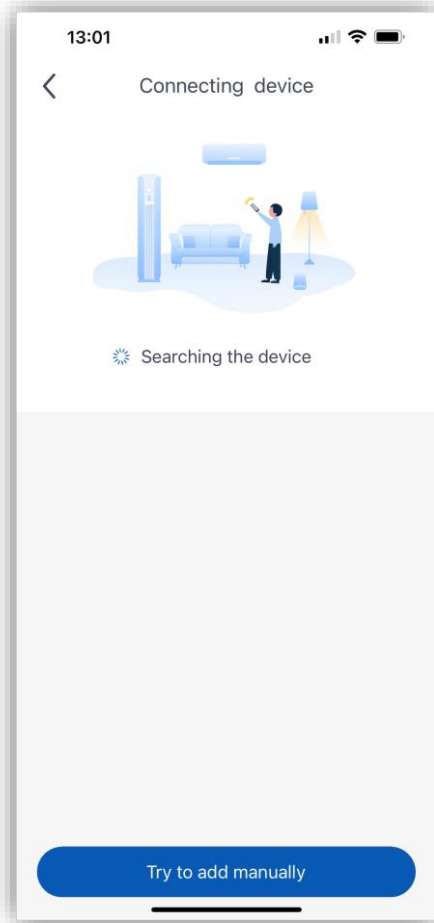 13:01
Connecting device
Searching the device
Try to add manually